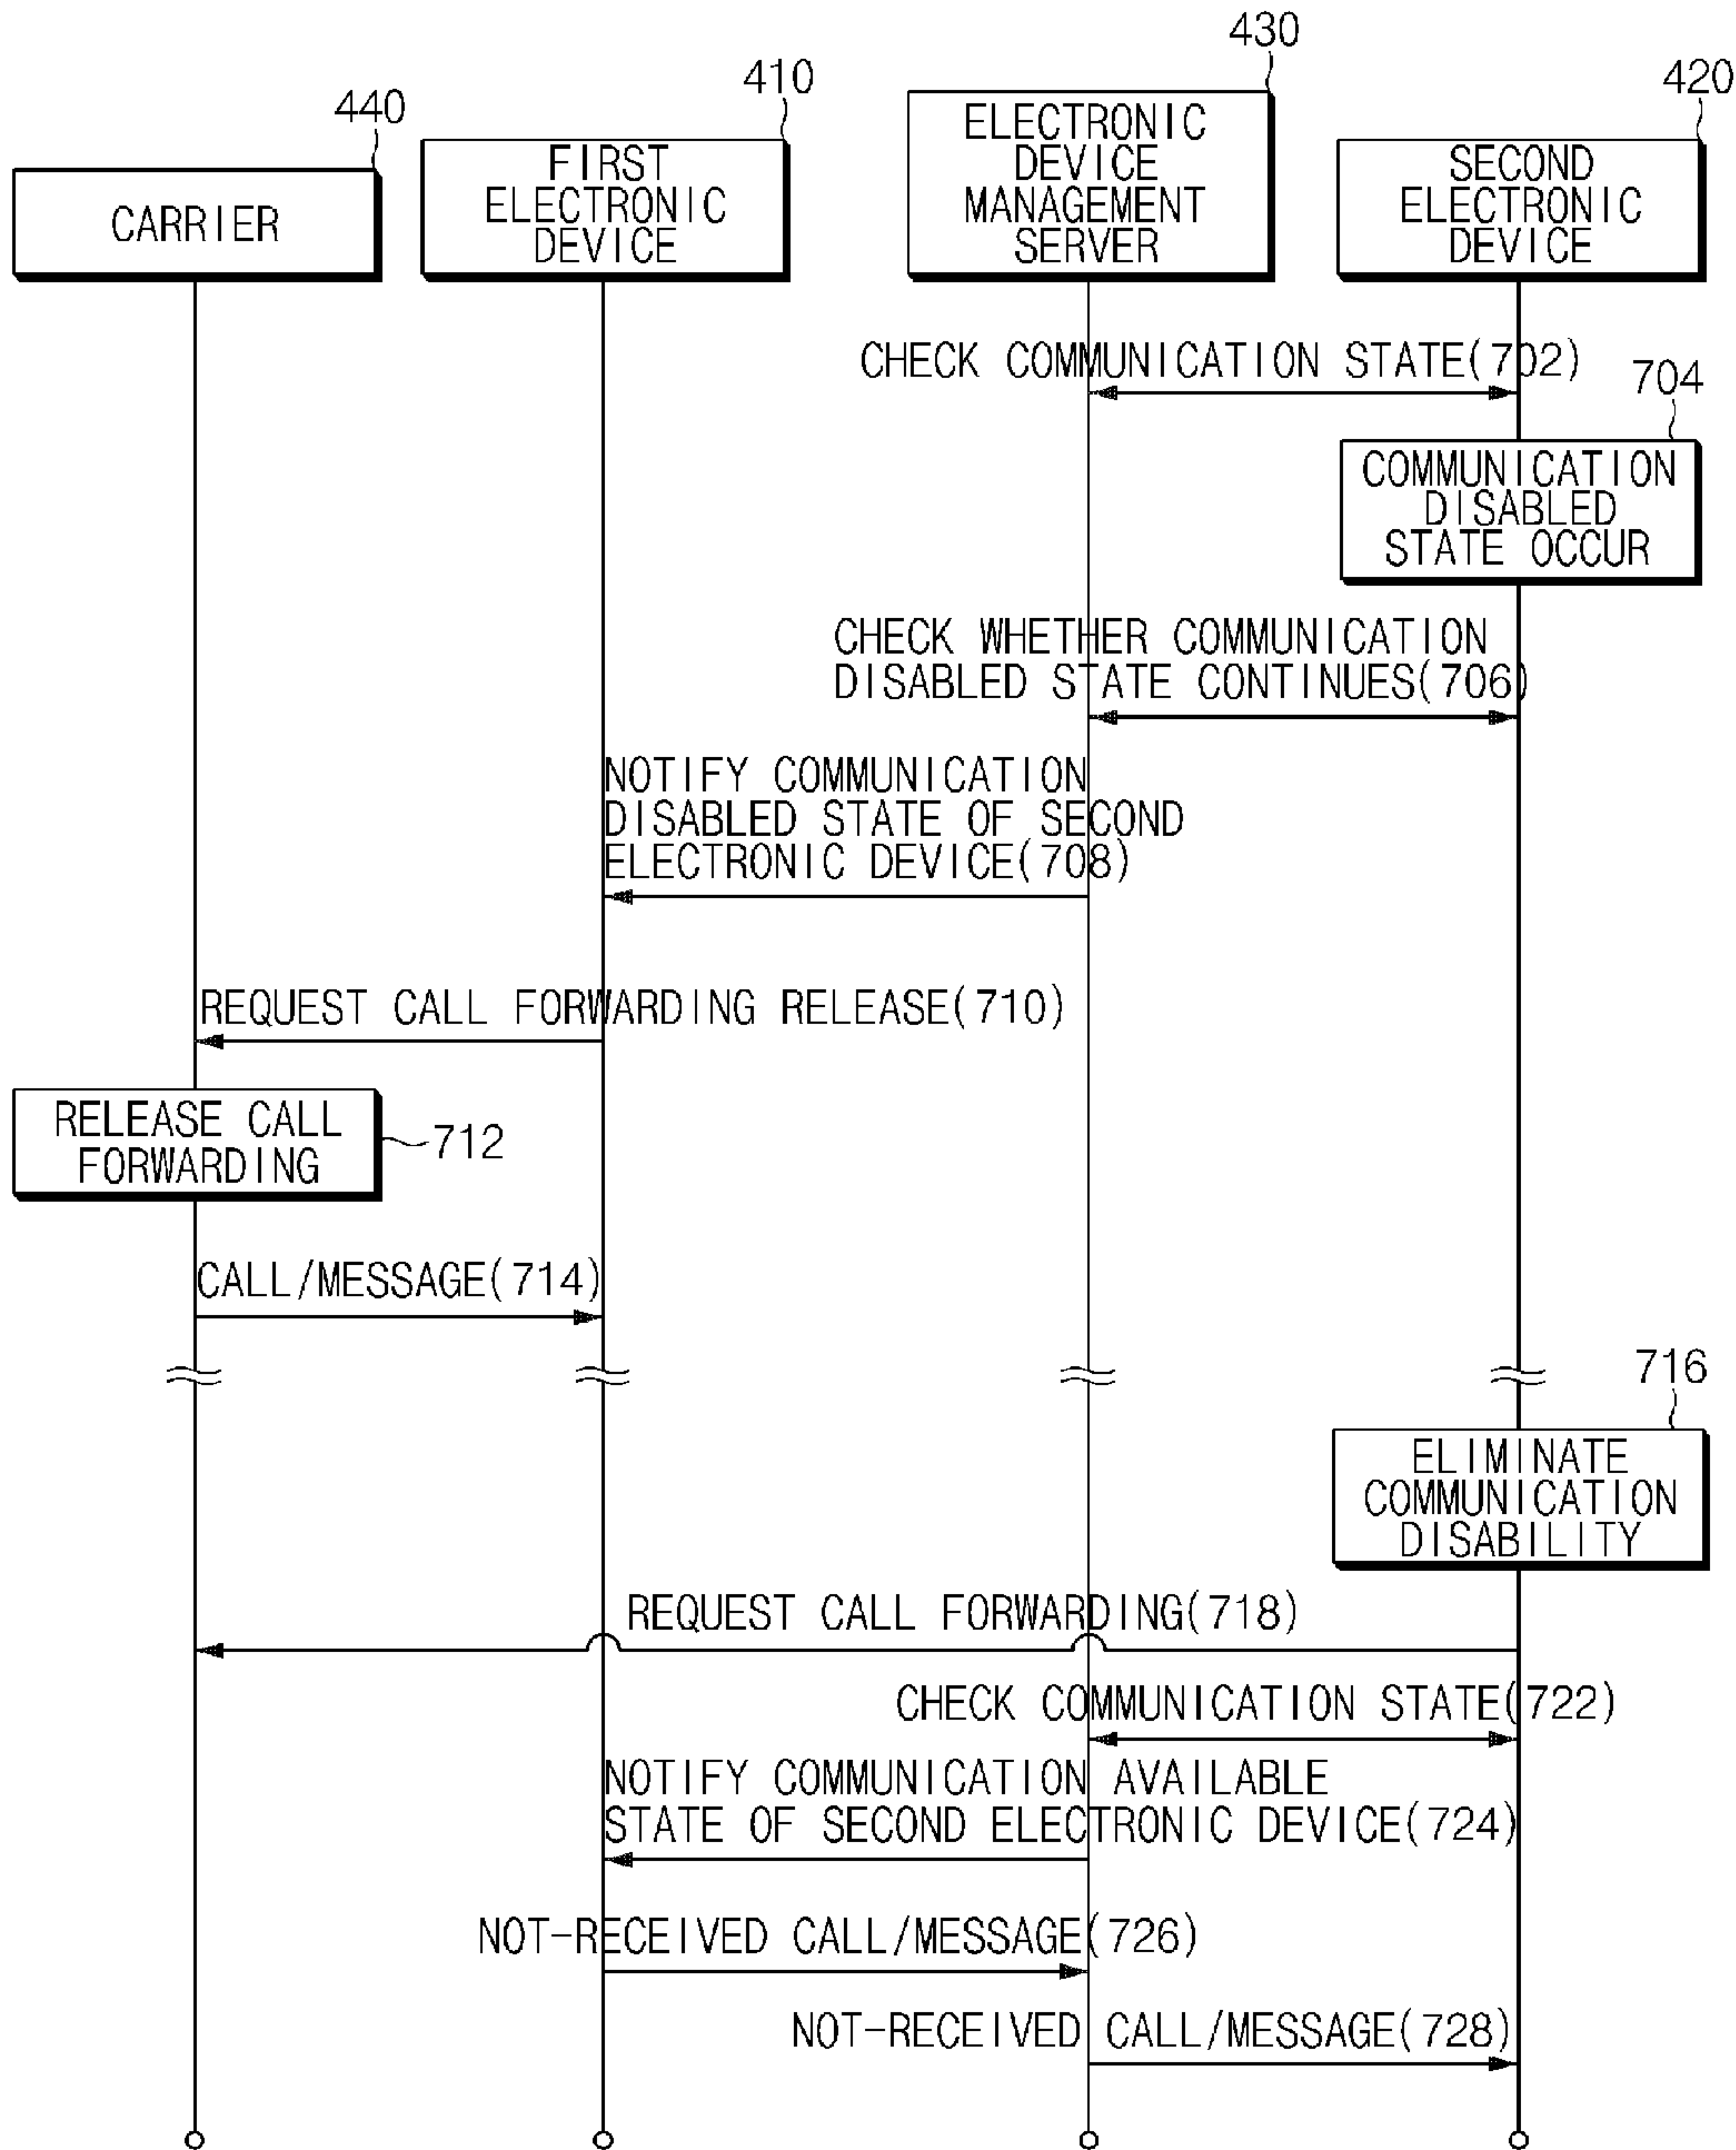 430
410
420
440
ELECTRONIC
DEVICE
MANAGEMENT
SERVER
FIRST
ELECTRONIC
DEVICE
SECOND
ELECTRONIC
DEVICE
CARRIER
CHECK COMMUNICATION STATE(702)
704
COMMUNICATION
DISABLED
STATE OCCUR
CHECK WHETHER COMMUNICATION
DISABLED STATE CONTINUES(706)
NOTIFY COMMUNICATION
DISABLED STATE OF SECOND
ELECTRONIC DEVICE(708)
REQUEST CALL FORWARDING RELEASE(710)
RELEASE CALL
FORWARDING
712
CALL/MESSAGE(714)
716
ELIMINATE
COMMUNICATION
DISABILITY
REQUEST CALL FORWARDING(718)
CHECK COMMUNICATION STATE(722)
NOTIFY COMMUNICATION AVAILABLE
STATE OF SECOND ELECTRONIC DEVICE(724)
NOT-RECEIVED CALL/MESSAGE(726)
NOT-RECEIVED CALL/MESSAGE(728)